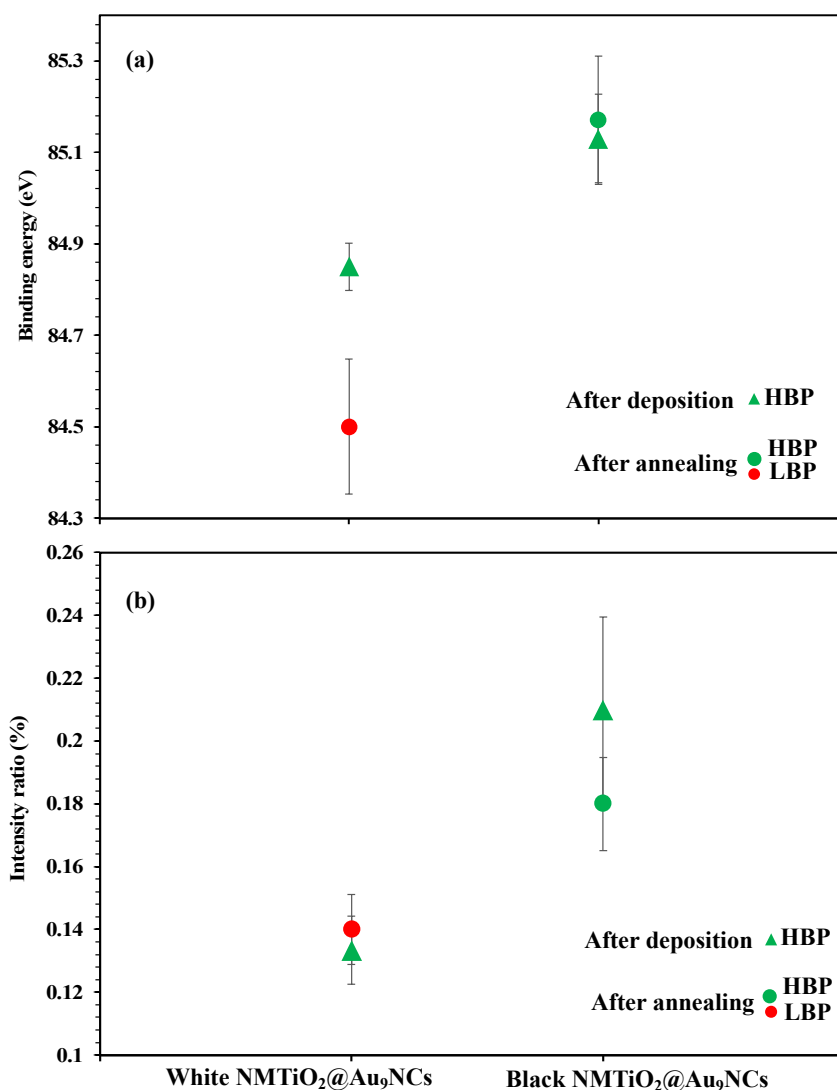 (a)
Binding energy (eV)
85.3
85.1
84.9
84.7
84.5
84.3
After deposition HBP
After annealing HBP
LBP
(b)
Intensity ratio (%)
0.26
0.24
0.22
0.2
0.18
0.16
0.14
0.12
0.1
After deposition HBP
After annealing HBP
LBP
White NMTiO₂@Au₉NCs Black NMTiO₂@Au₉NCs